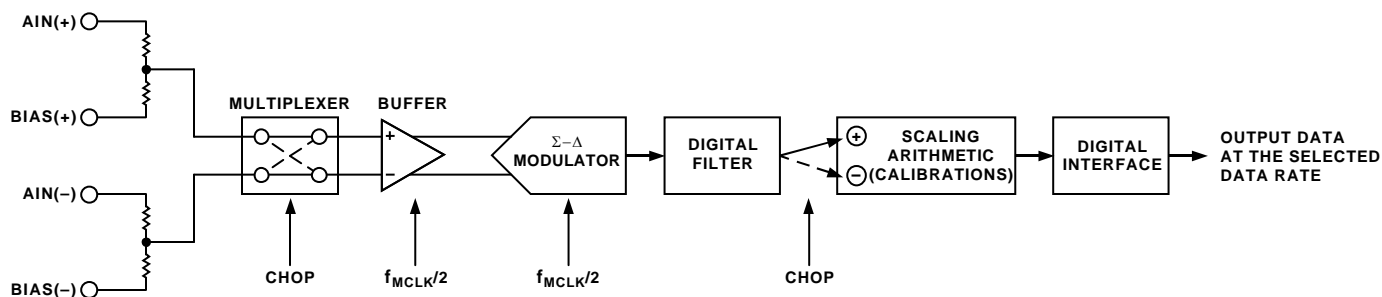 AIN(+)
BIAS(+)
AIN(−)
BIAS(−)
MULTIPLEXER
CHOP
BUFFER
+
−
fMCLK/2
Σ−Δ
MODULATOR
fMCLK/2
DIGITAL
FILTER
CHOP
+
−
SCALING
ARITHMETIC
(CALIBRATIONS)
DIGITAL
INTERFACE
OUTPUT DATA
AT THE SELECTED
DATA RATE